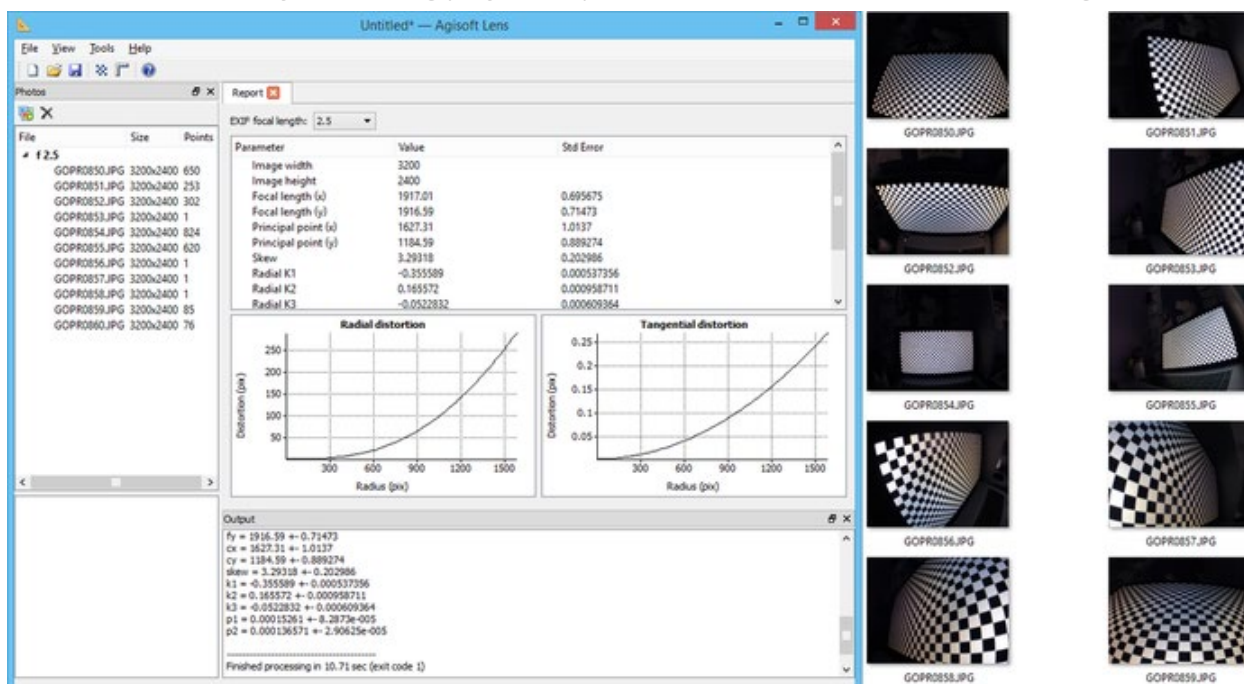 Untitled* — Agisoft Lens
File View Tools Help
Photos
File Size Points
f 2.5
GOPR0850.JPG 3200x2400 650
GOPR0851.JPG 3200x2400 253
GOPR0852.JPG 3200x2400 302
GOPR0853.JPG 3200x2400 1
GOPR0854.JPG 3200x2400 824
GOPR0855.JPG 3200x2400 620
GOPR0856.JPG 3200x2400 1
GOPR0857.JPG 3200x2400 1
GOPR0858.JPG 3200x2400 1
GOPR0859.JPG 3200x2400 85
GOPR0860.JPG 3200x2400 76
Report
EXIF focal length: 2.5
Parameter Value Std Error
Image width 3200
Image height 2400
Focal length (x) 1917.01 0.695675
Focal length (y) 1916.59 0.71473
Principal point (x) 1627.31 1.0137
Principal point (y) 1184.59 0.889274
Skew 3.29318 0.202986
Radial K1 -0.355589 0.000537356
Radial K2 0.165572 0.000958711
Radial K3 -0.0522832 0.000609364
Radial distortion
Distortion (pix)
250
200
150
100
50
300 600 900 1200 1500
Radius (pix)
Tangential distortion
Distortion (pix)
0.25
0.2
0.15
0.1
0.05
300 600 900 1200 1500
Radius (pix)
Output
fy = 1916.59 +- 0.71473
cx = 1627.31 +- 1.0137
cy = 1184.59 +- 0.889274
skew = 3.29318 +- 0.202986
k1 = -0.355589 +- 0.000537356
k2 = 0.165572 +- 0.000958711
k3 = -0.0522832 +- 0.000609364
p1 = 0.00015261 +- 8.2873e-005
p2 = 0.000136571 +- 2.90625e-005
----------------------------------------
Finished processing in 10.71 sec (exit code 1)
GOPR0850.JPG GOPR0851.JPG
GOPR0852.JPG GOPR0853.JPG
GOPR0854.JPG GOPR0855.JPG
GOPR0856.JPG GOPR0857.JPG
GOPR0858.JPG GOPR0859.JPG